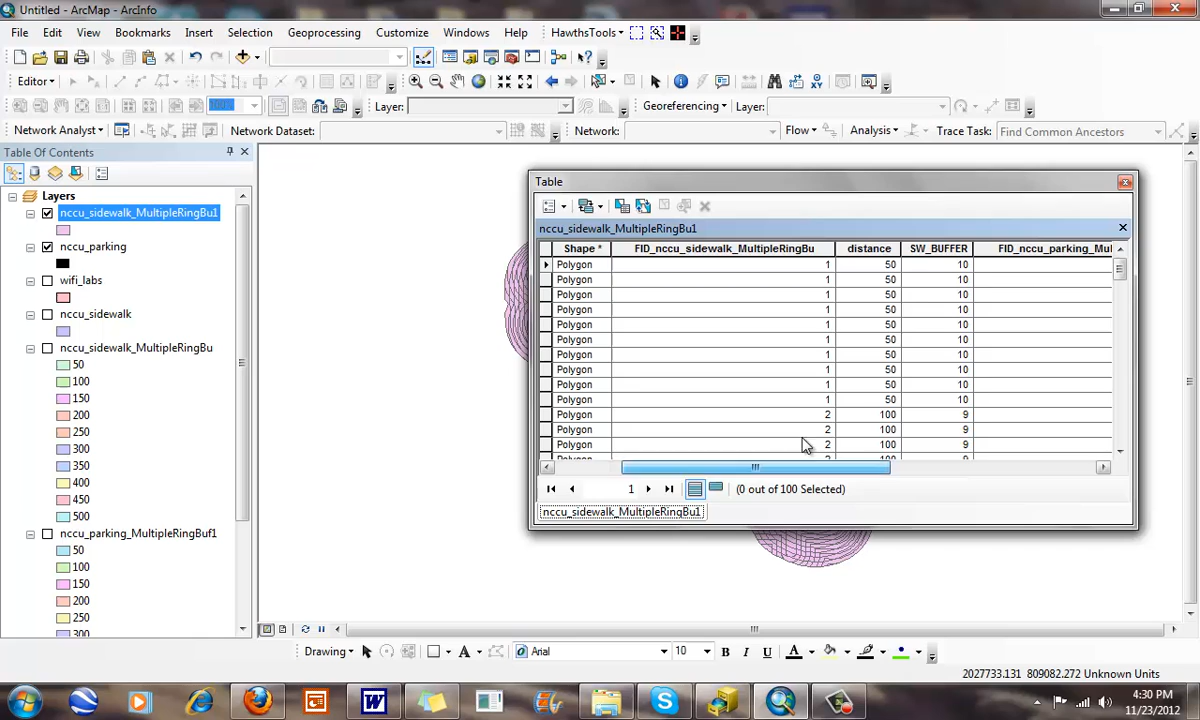 Untitled - ArcMap - ArcInfo
File Edit View Bookmarks Insert Selection Geoprocessing Customize Windows Help HawthsTools
Editor
100%
Layer:
Georeferencing Layer:
Network Analyst Network Dataset: Network: Flow Analysis Trace Task: Find Common Ancestors
Table Of Contents
Layers
nccu_sidewalk_MultipleRingBu1
nccu_parking
wifi_labs
nccu_sidewalk
nccu_sidewalk_MultipleRingBu
50
100
150
200
250
300
350
400
450
500
nccu_parking_MultipleRingBuf1
50
100
150
200
250
300
Table
nccu_sidewalk_MultipleRingBu1
Shape * FID_nccu_sidewalk_MultipleRingBu distance SW_BUFFER FID_nccu_parking_Mul
Polygon 1 50 10
Polygon 1 50 10
Polygon 1 50 10
Polygon 1 50 10
Polygon 1 50 10
Polygon 1 50 10
Polygon 1 50 10
Polygon 1 50 10
Polygon 1 50 10
Polygon 1 50 10
Polygon 2 100 9
Polygon 2 100 9
Polygon 2 100 9
Polygon 2 100 9
1 (0 out of 100 Selected)
nccu_sidewalk_MultipleRingBu1
Drawing A Arial 10 B I U A
2027733.131 809082.272 Unknown Units
4:30 PM
11/23/2012